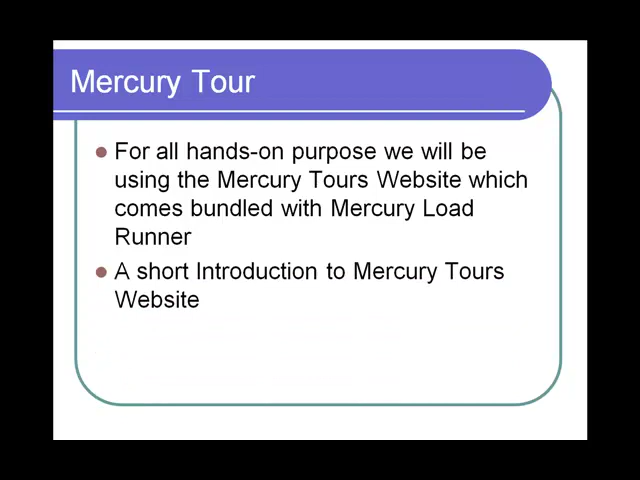 Mercury Tour
For all hands-on purpose we will be
using the Mercury Tours Website which
comes bundled with Mercury Load
Runner
A short Introduction to Mercury Tours
Website